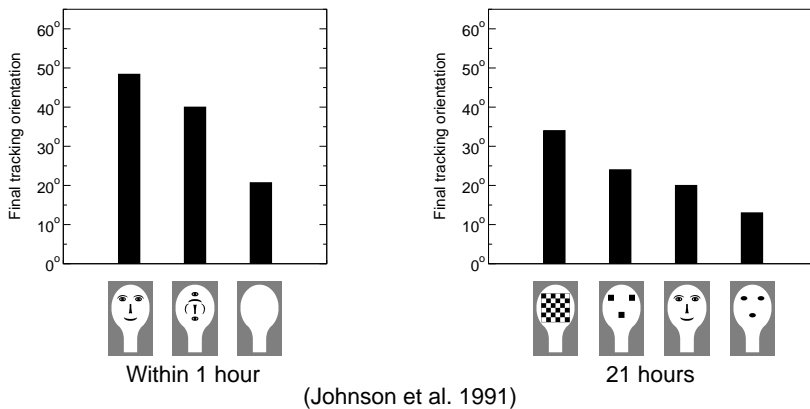 Final tracking orientation
60°
50°
40°
30°
20°
10°
0°
Within 1 hour
Final tracking orientation
60°
50°
40°
30°
20°
10°
0°
21 hours
(Johnson et al. 1991)